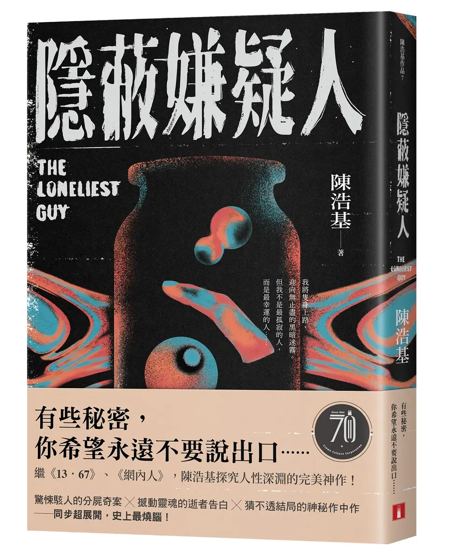 隱蔽嫌疑人
THE
LONELIEST
GUY
陳浩基
著
我將隻身上路,
迎向無止盡的黑暗迷霧。
但我不是最孤寂的人,
而是最幸運的人。
有些秘密,
你希望永遠不要說出口……
繼《13‧67》、《網內人》,陳浩基探究人性深淵的完美神作!
驚悚駭人的分屍奇案╳撼動靈魂的逝者告白╳猜不透結局的神秘作中作
——同步超展開,史上最燒腦!
70
陳浩基作品7
隱蔽嫌疑人
THE
LONELIEST
GUY
陳浩基
有些秘密,
你希望永遠不要說出口……